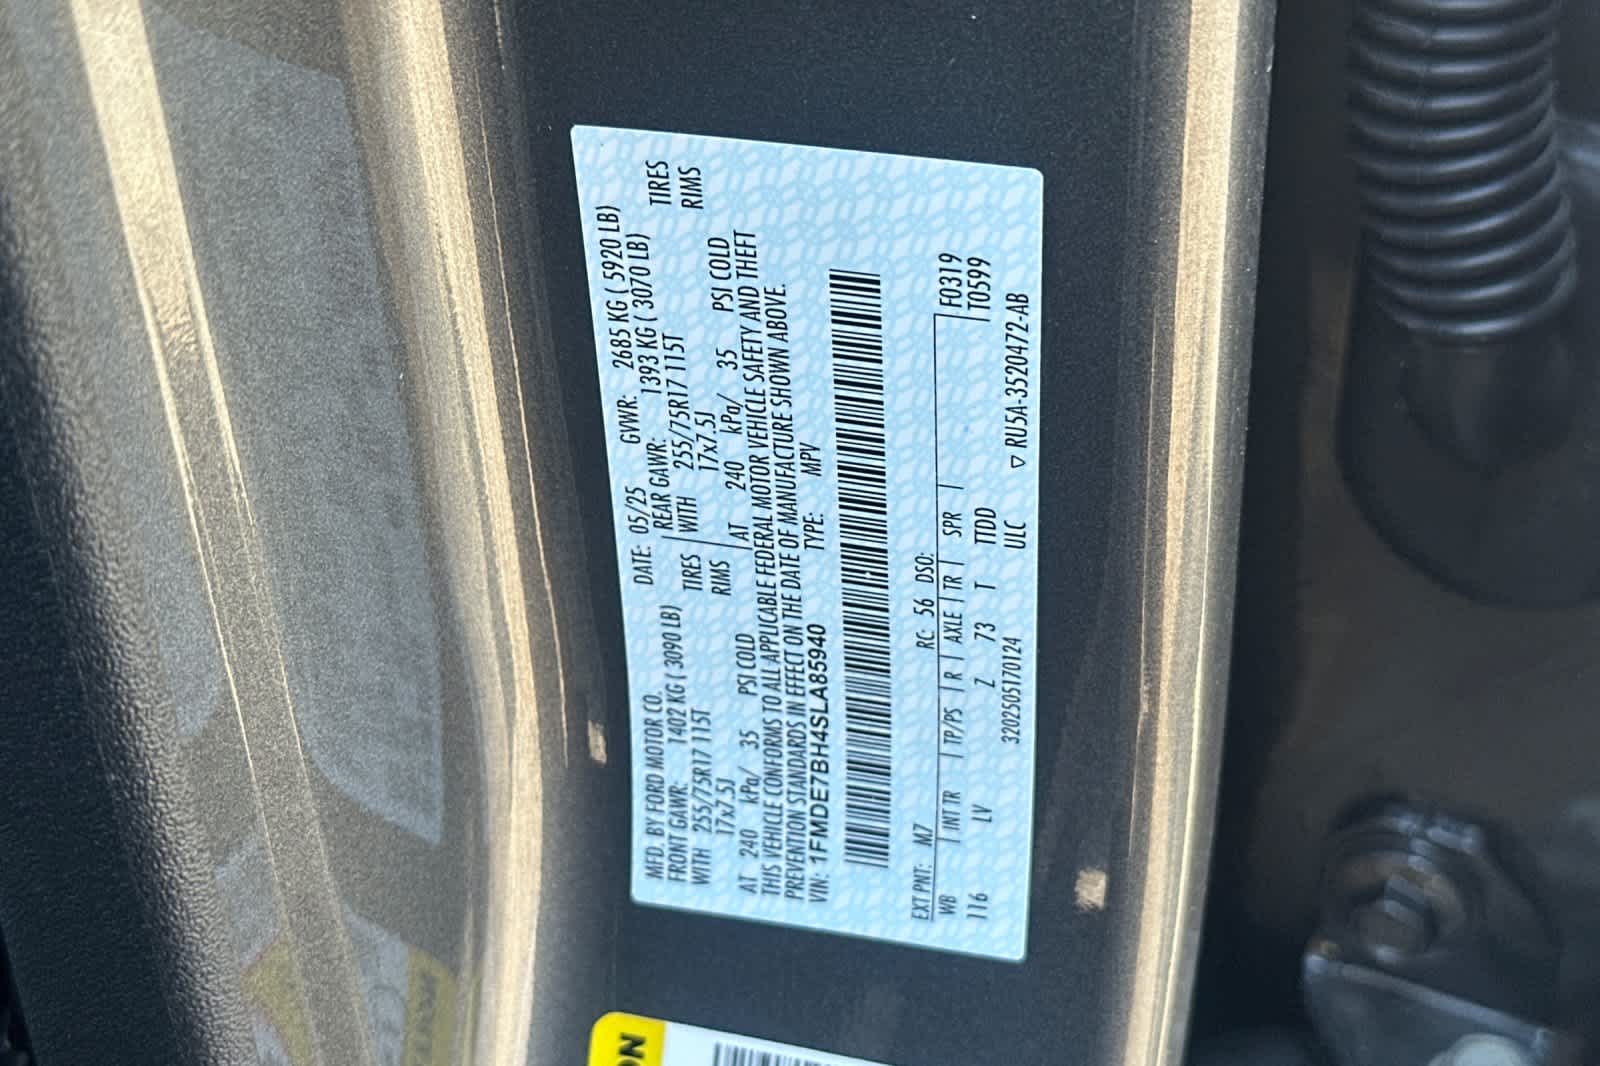 MFD. BY FORD MOTOR CO. DATE: 05/25 GVWR: 2685 KG ( 5920 LB)
FRONT GAWR: 1402 KG ( 3090 LB) REAR GAWR: 1393 KG ( 3070 LB)
WITH 255/75R17 115T TIRES WITH 255/75R17 115T TIRES
17x7.5J RIMS 17x7.5J RIMS
AT 240 kPa/ 35 PSI COLD AT 240 kPa/ 35 PSI COLD
THIS VEHICLE CONFORMS TO ALL APPLICABLE FEDERAL MOTOR VEHICLE SAFETY AND THEFT
PREVENTION STANDARDS IN EFFECT ON THE DATE OF MANUFACTURE SHOWN ABOVE.
VIN: 1FMDE7BH4SLA85940 TYPE: MPV
EXT PNT: M7 RC: 56 DSO: F0319
WB INT TR TP/PS R AXLE TR SPR T0599
116 LV Z 73 T TTDD
3202505170124 ULC ▽ RU5A-3520472-AB
ON